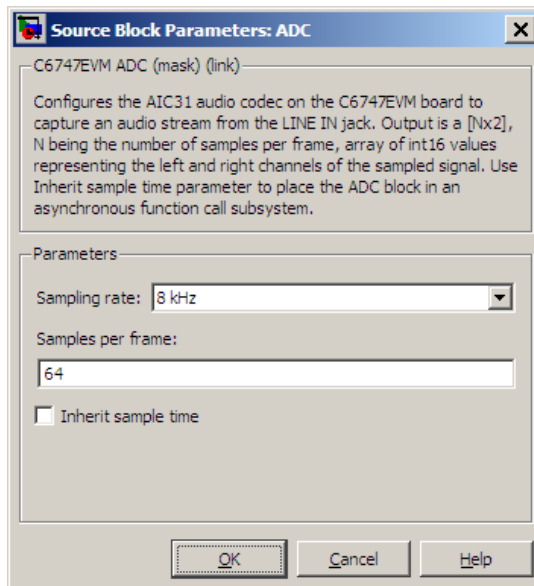 Source Block Parameters: ADC
C6747EVM ADC (mask) (link)
Configures the AIC31 audio codec on the C6747EVM board to
capture an audio stream from the LINE IN jack. Output is a [Nx2],
N being the number of samples per frame, array of int16 values
representing the left and right channels of the sampled signal. Use
Inherit sample time parameter to place the ADC block in an
asynchronous function call subsystem.
Parameters
Sampling rate: 8 kHz
Samples per frame:
64
Inherit sample time
OK Cancel Help